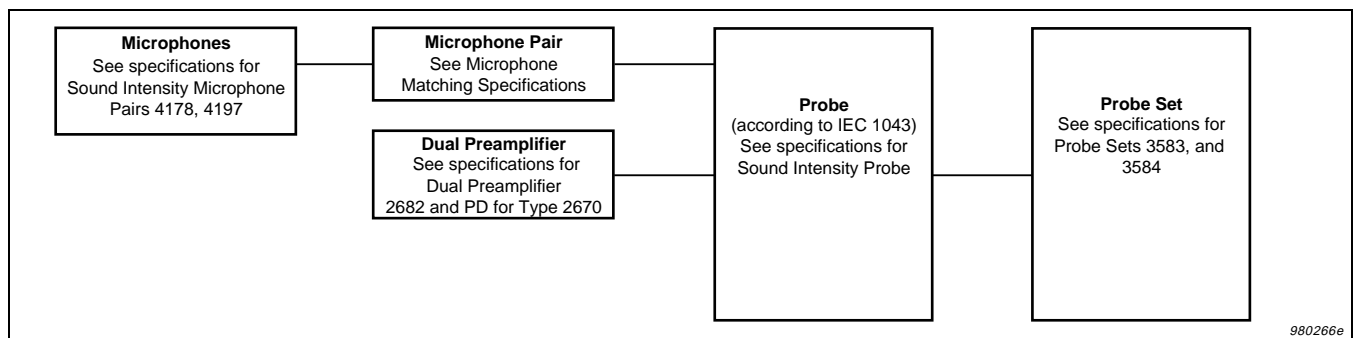 Microphones
See specifications for
Sound Intensity Microphone
Pairs 4178, 4197
Microphone Pair
See Microphone
Matching Specifications
Dual Preamplifier
See specifications for
Dual Preamplifier
2682 and PD for Type 2670
Probe
(according to IEC 1043)
See specifications for
Sound Intensity Probe
Probe Set
See specifications for
Probe Sets 3583, and
3584
980266e